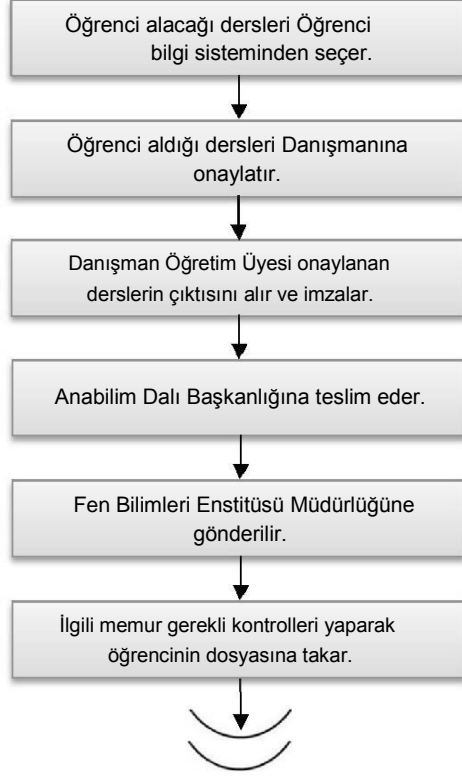 Öğrenci alacağı dersleri Öğrenci
bilgi sisteminden seçer.
Öğrenci aldığı dersleri Danışmanına
onaylatır.
Danışman Öğretim Üyesi onaylanan
derslerin çıktısını alır ve imzalar.
Anabilim Dalı Başkanlığına teslim eder.
Fen Bilimleri Enstitüsü Müdürlüğüne
gönderilir.
İlgili memur gerekli kontrolleri yaparak
öğrencinin dosyasına takar.